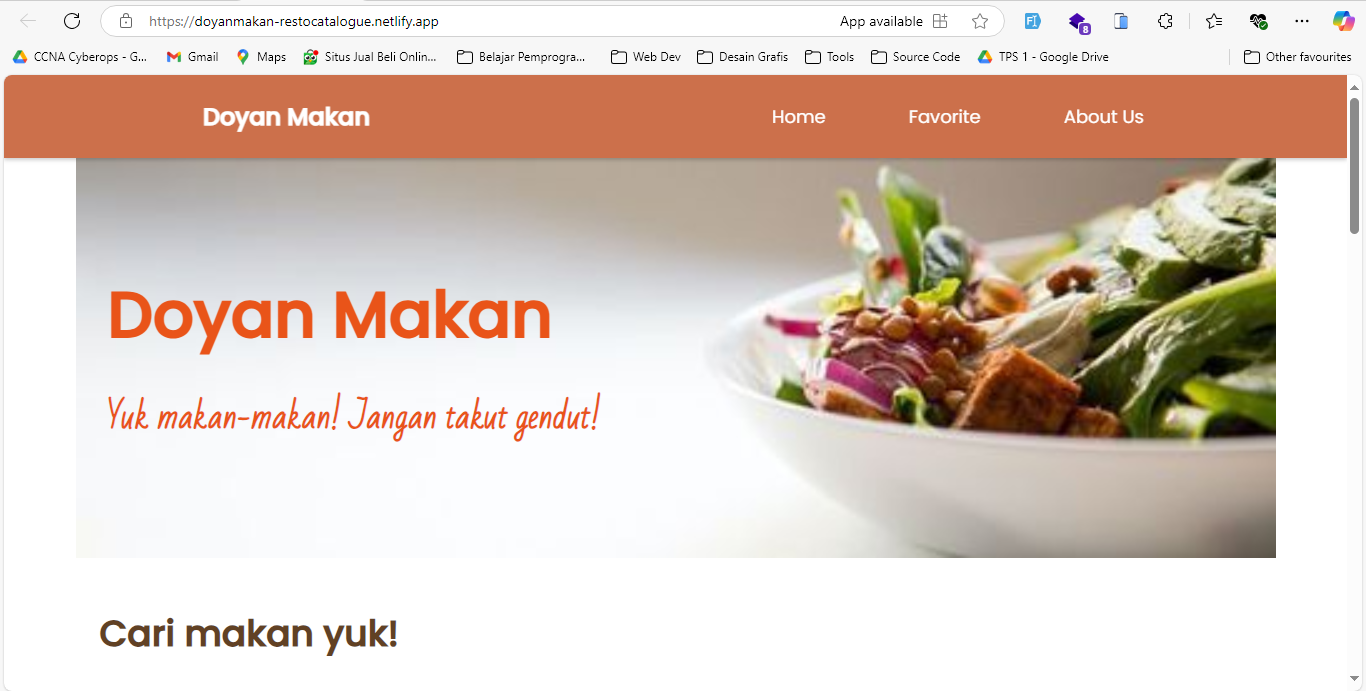 https://doyanmakan-restocatalogue.netlify.app
App available
8
CCNA Cyberops - G...
Gmail
Maps
Situs Jual Beli Onlin...
Belajar Pemprogra...
Web Dev
Desain Grafis
Tools
Source Code
TPS 1 - Google Drive
Other favourites
Doyan Makan
Home
Favorite
About Us
Doyan Makan
Yuk makan-makan! Jangan takut gendut!
Cari makan yuk!